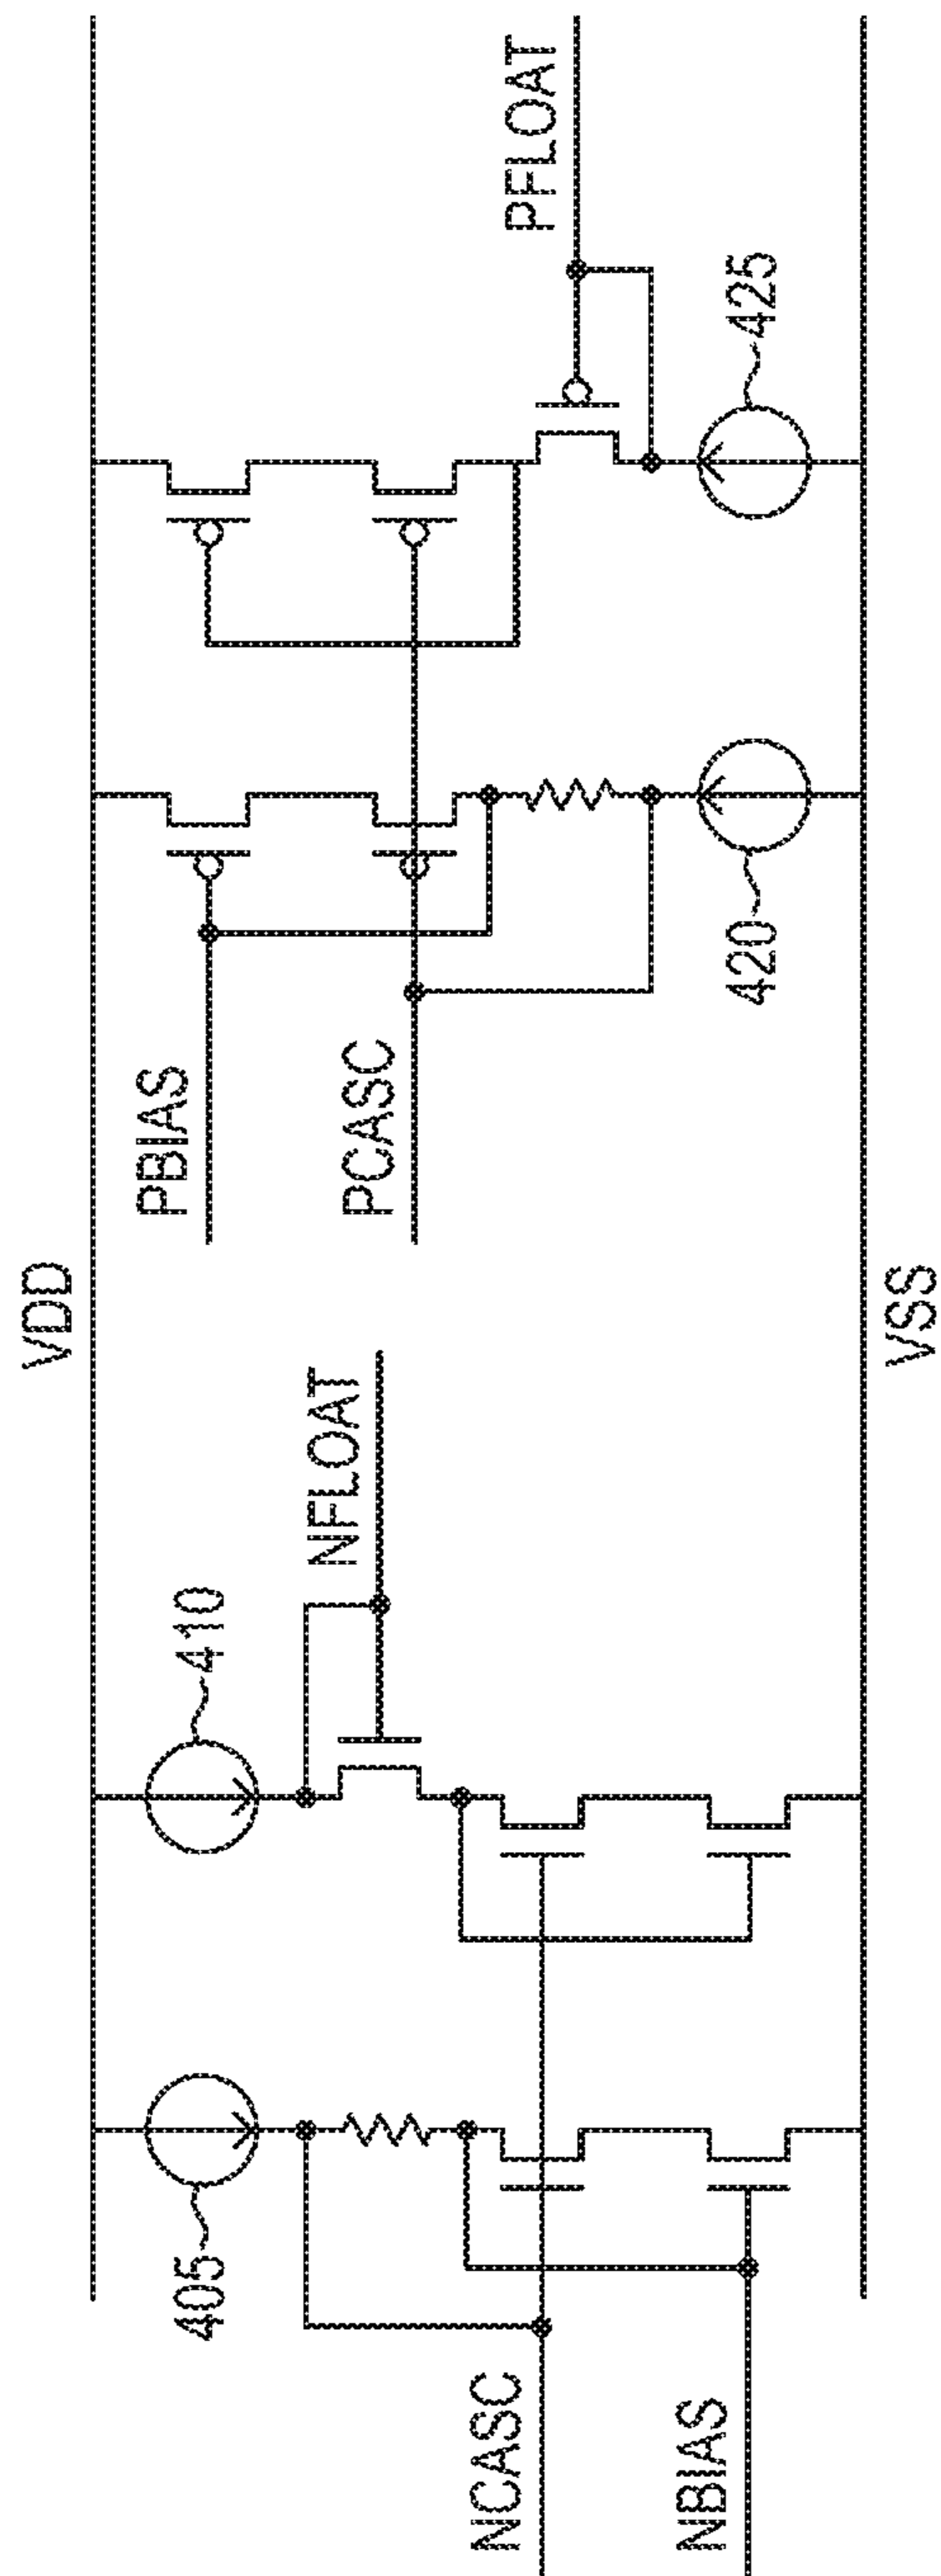 VDD
405
410
NFLOAT
PBIAS
PCASC
420
PFLOAT
425
NCASC
NBIAS
VSS